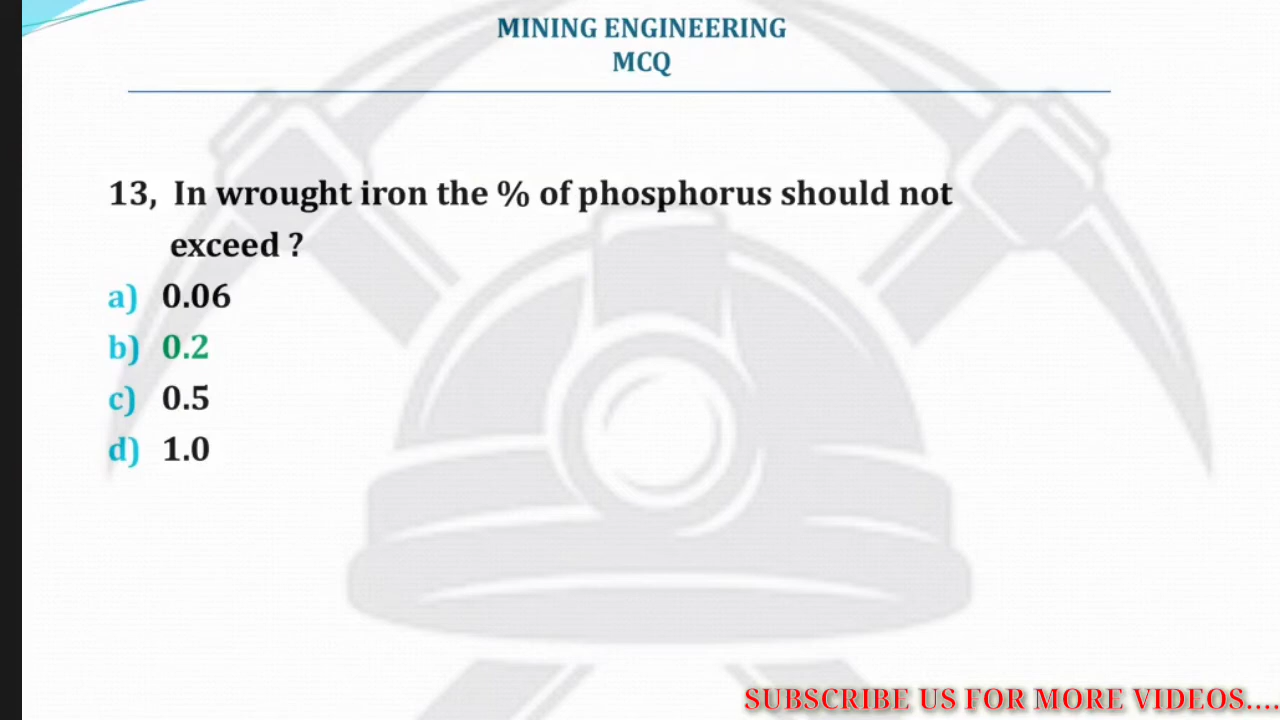 MINING ENGINEERING
MCQ
13, In wrought iron the % of phosphorus should not
exceed ?
a) 0.06
b) 0.2
c) 0.5
d) 1.0
SUBSCRIBE US FOR MORE VIDEOS....